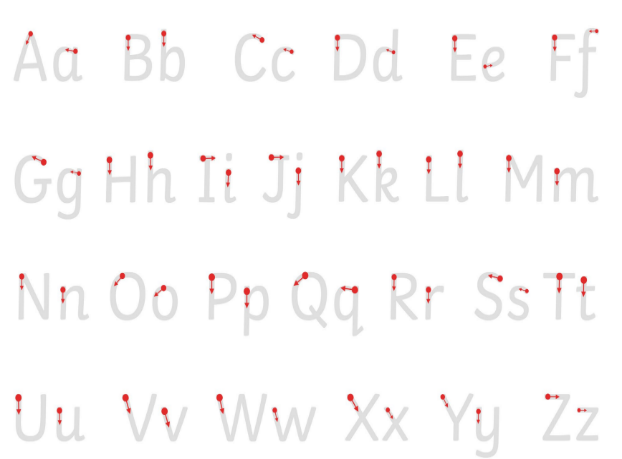 Aa Bb Cc Dd Ee Ff
Gg Hh Ii Jj Kk Ll Mm
Nn Oo Pp Qq Rr Ss Tt
Uu Vv Ww Xx Yy Zz